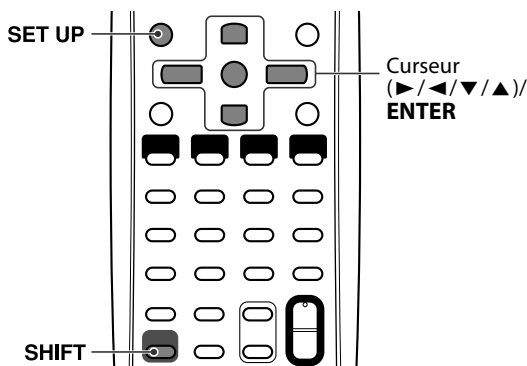 SET UP
Curseur
(►/◄/▼/▲)/
ENTER
SHIFT